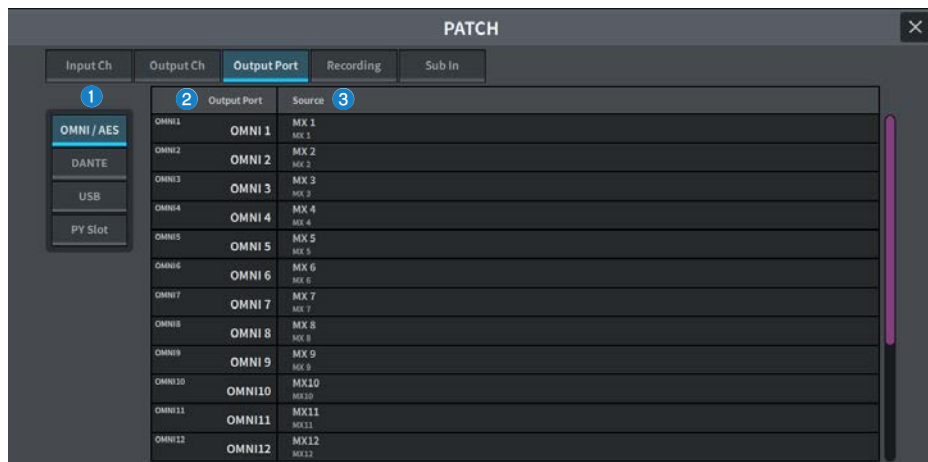 PATCH
Input Ch Output Ch Output Port Recording Sub In
1
2 Output Port Source 3
OMNI / AES
DANTE
USB
PY Slot
OMNI1 OMNI 1 MX 1
MX 1
OMNI2 OMNI 2 MX 2
MX 2
OMNI3 OMNI 3 MX 3
MX 3
OMNI4 OMNI 4 MX 4
MX 4
OMNI5 OMNI 5 MX 5
MX 5
OMNI6 OMNI 6 MX 6
MX 6
OMNI7 OMNI 7 MX 7
MX 7
OMNI8 OMNI 8 MX 8
MX 8
OMNI9 OMNI 9 MX 9
MX 9
OMNI10 OMNI10 MX10
MX10
OMNI11 OMNI11 MX11
MX11
OMNI12 OMNI12 MX12
MX12